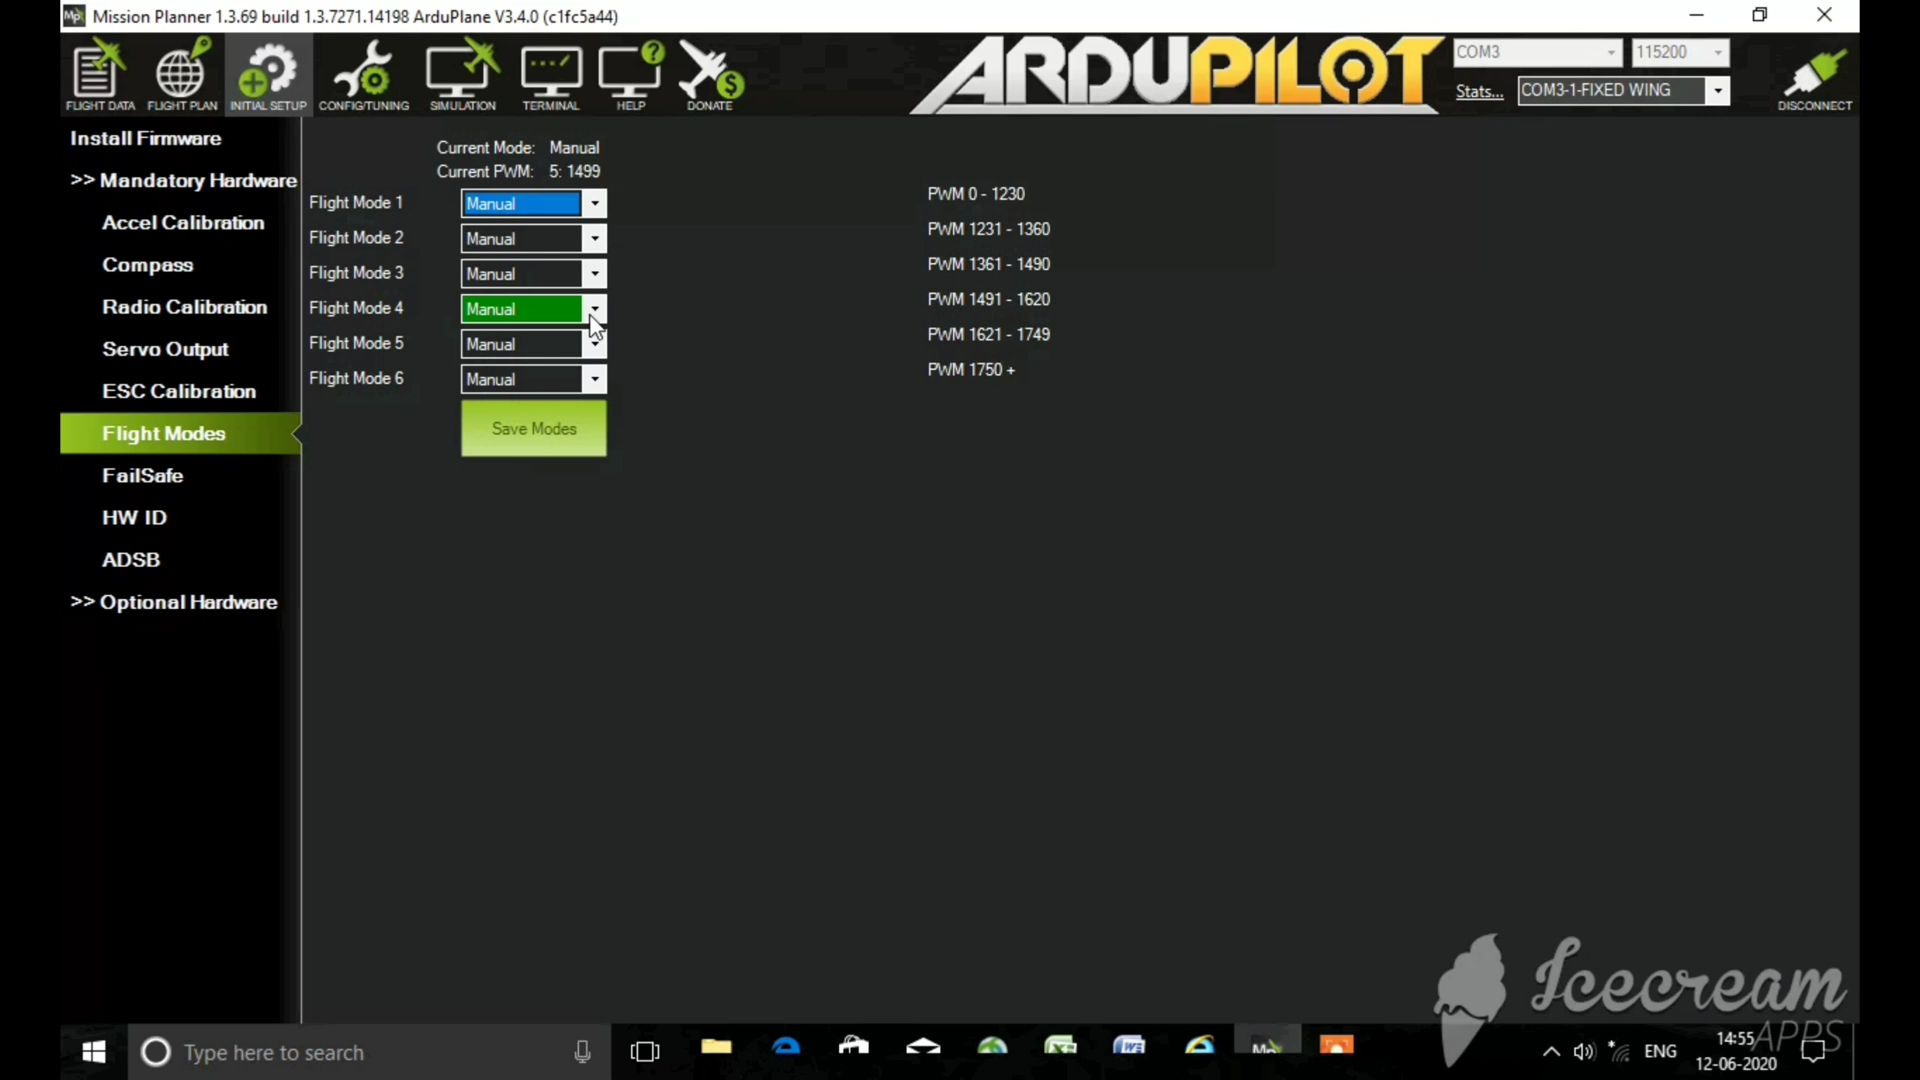 Mission Planner 1.3.69 build 1.3.7271.14198 ArduPlane V3.4.0 (c1fc5a44)
FLIGHT DATA
FLIGHT PLAN
INITIAL SETUP
CONFIG/TUNING
SIMULATION
TERMINAL
HELP
DONATE
ARDUPILOT
COM3
115200
Stats...
COM3-1-FIXED WING
DISCONNECT
Install Firmware
>> Mandatory Hardware
Accel Calibration
Compass
Radio Calibration
Servo Output
ESC Calibration
Flight Modes
FailSafe
HW ID
ADSB
>> Optional Hardware
Current Mode: Manual
Current PWM: 5: 1499
Flight Mode 1 Manual PWM 0 - 1230
Flight Mode 2 Manual PWM 1231 - 1360
Flight Mode 3 Manual PWM 1361 - 1490
Flight Mode 4 Manual PWM 1491 - 1620
Flight Mode 5 Manual PWM 1621 - 1749
Flight Mode 6 Manual PWM 1750 +
Save Modes
Icecream
APPS
Type here to search
ENG
14:55
12-06-2020